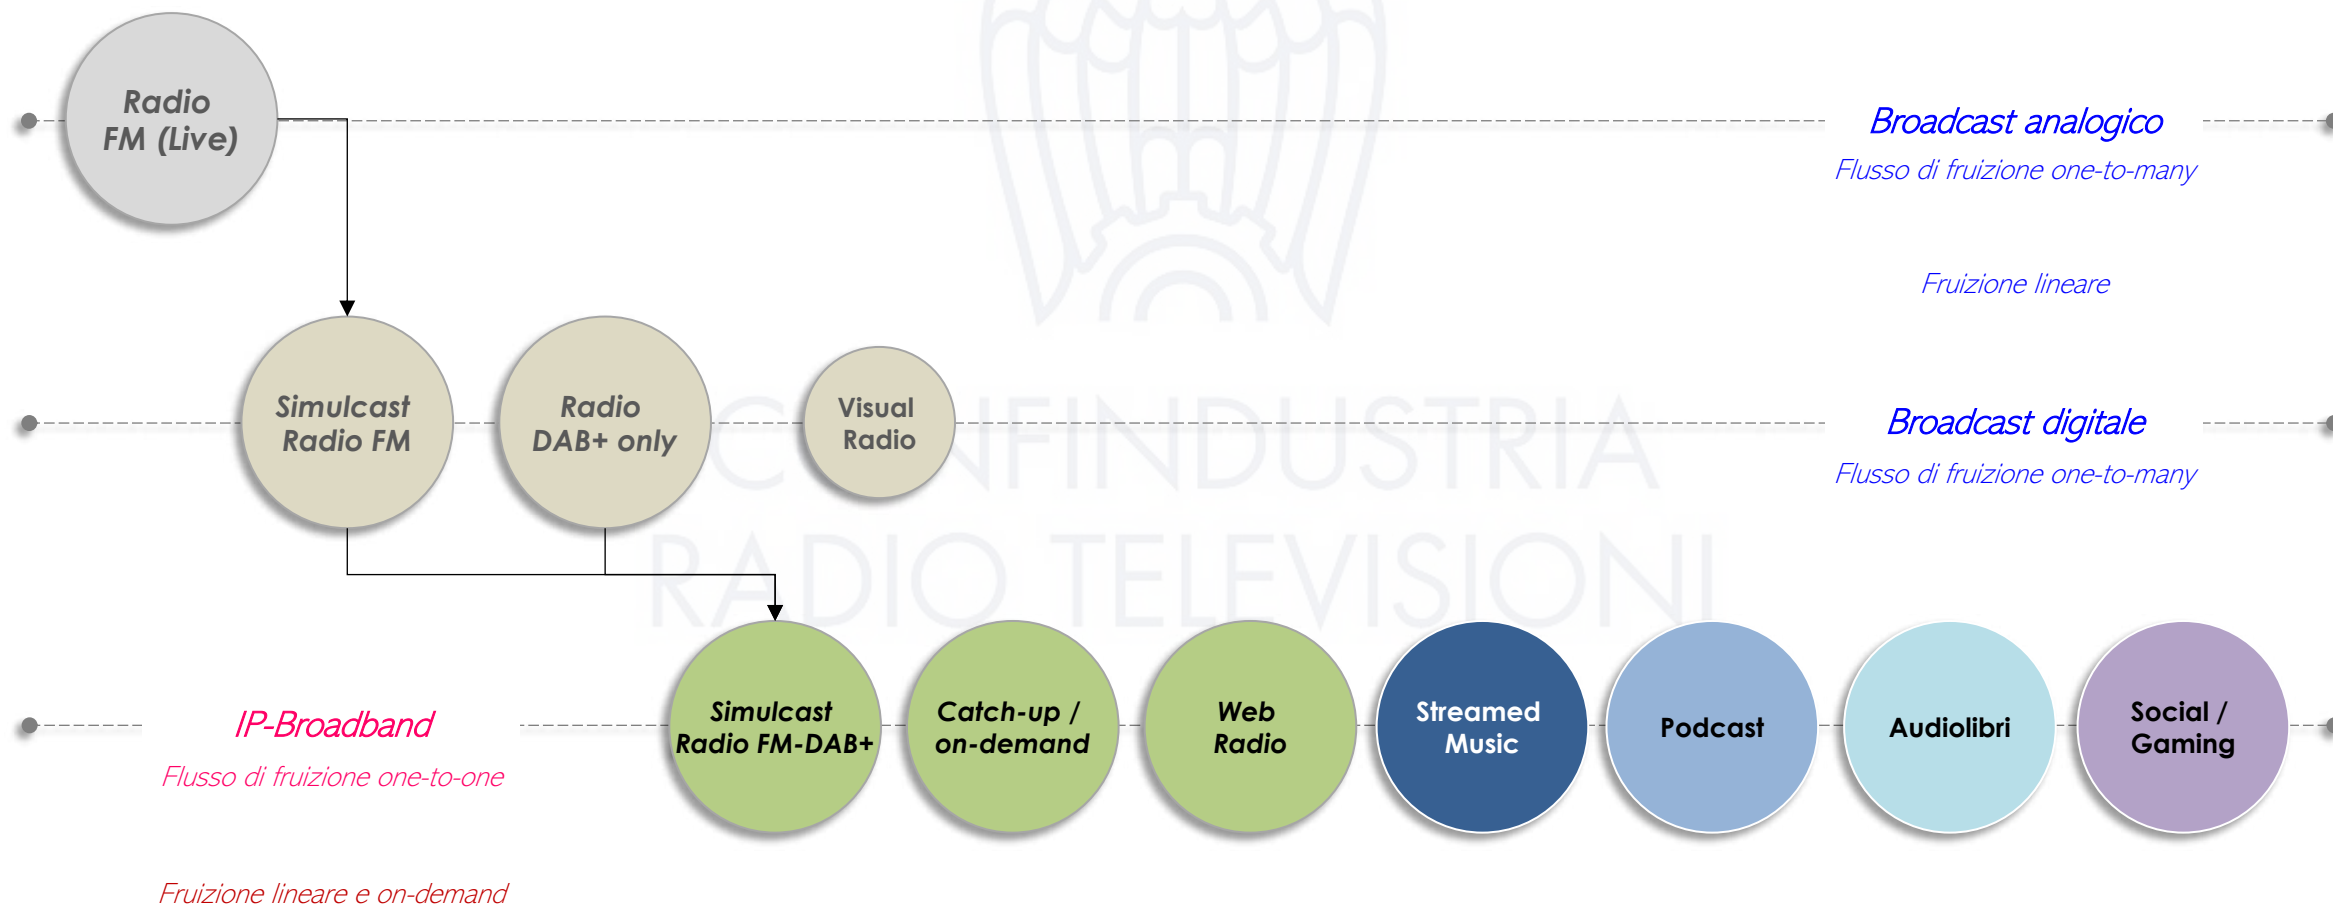 Radio
FM (Live)
Broadcast analogico
Flusso di fruizione one-to-many
Fruizione lineare
Simulcast
Radio FM
Radio
DAB+ only
Visual
Radio
Broadcast digitale
Flusso di fruizione one-to-many
CONFINDUSTRIA
RADIO TELEVISIONI
IP-Broadband
Flusso di fruizione one-to-one
Simulcast
Radio FM-DAB+
Catch-up /
on-demand
Web
Radio
Streamed
Music
Podcast
Audiolibri
Social /
Gaming
Fruizione lineare e on-demand